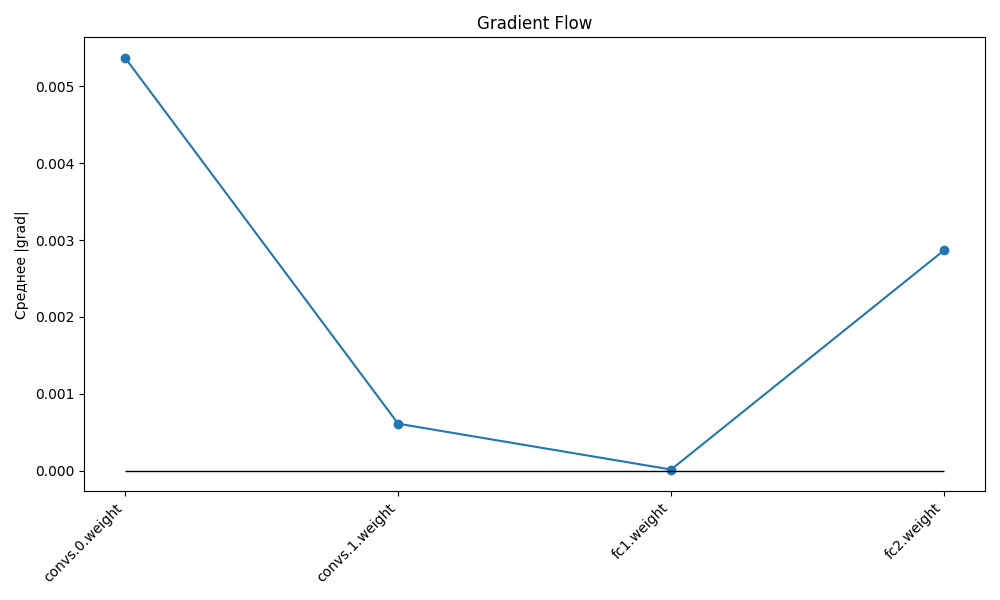 Gradient Flow
Среднее |grad|
0.005
0.004
0.003
0.002
0.001
0.000
convs.0.weight
convs.1.weight
fc1.weight
fc2.weight